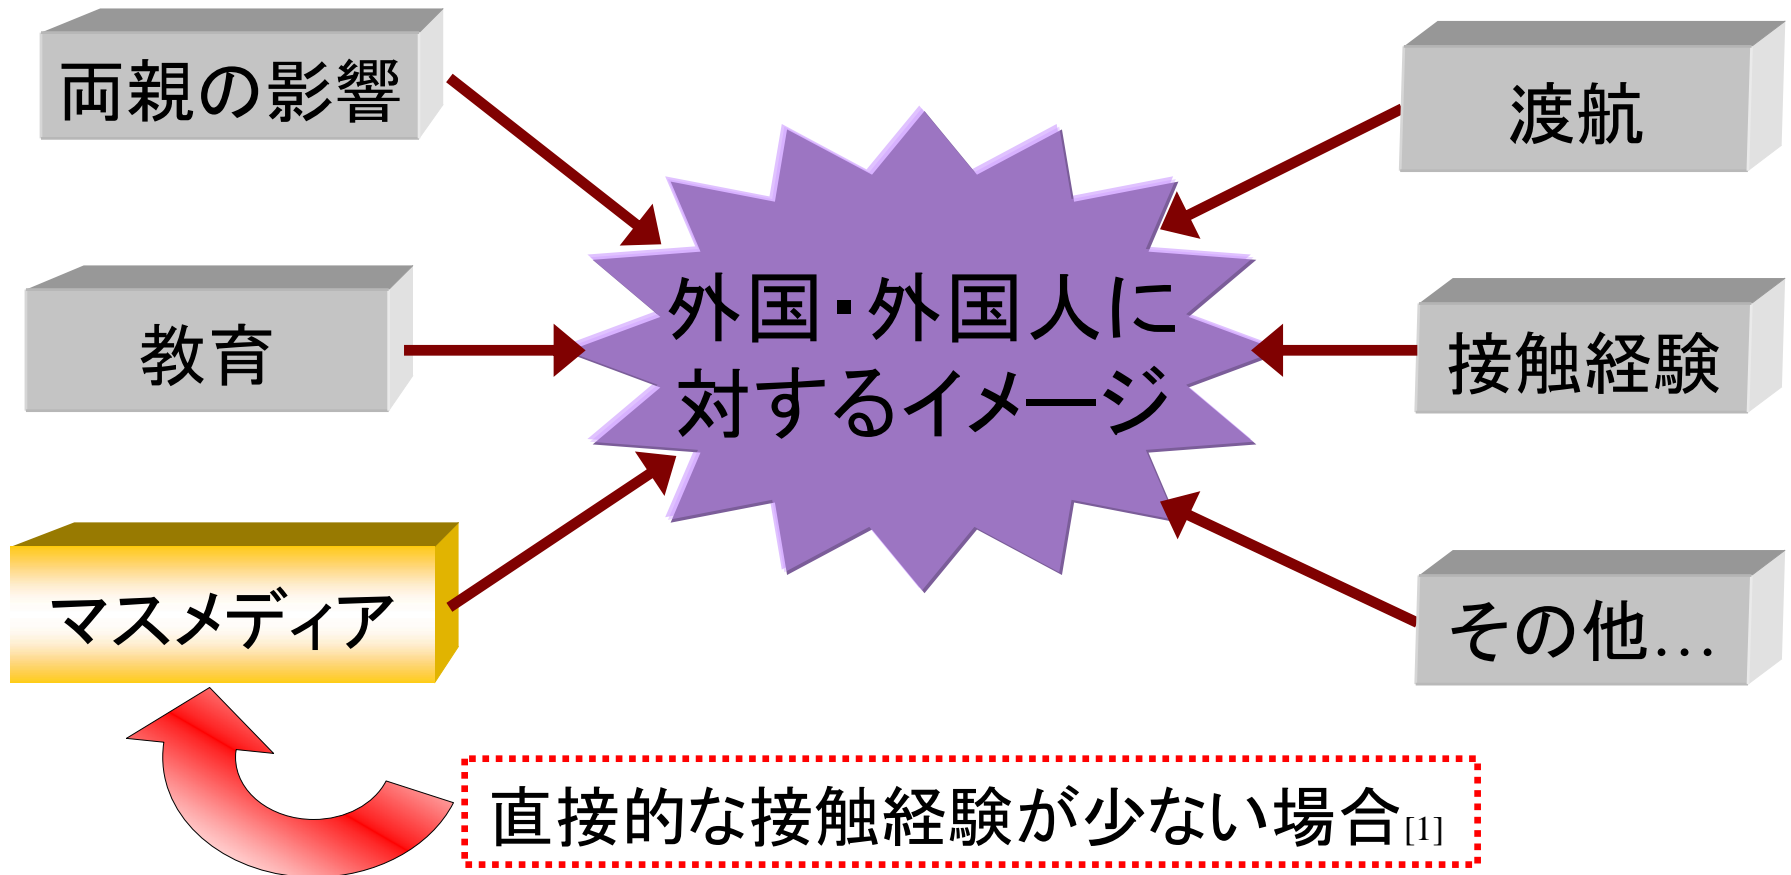 両親の影響
渡航
外国・外国人に
対するイメージ
教育
接触経験
マスメディア
その他…
直接的な接触経験が少ない場合[1]